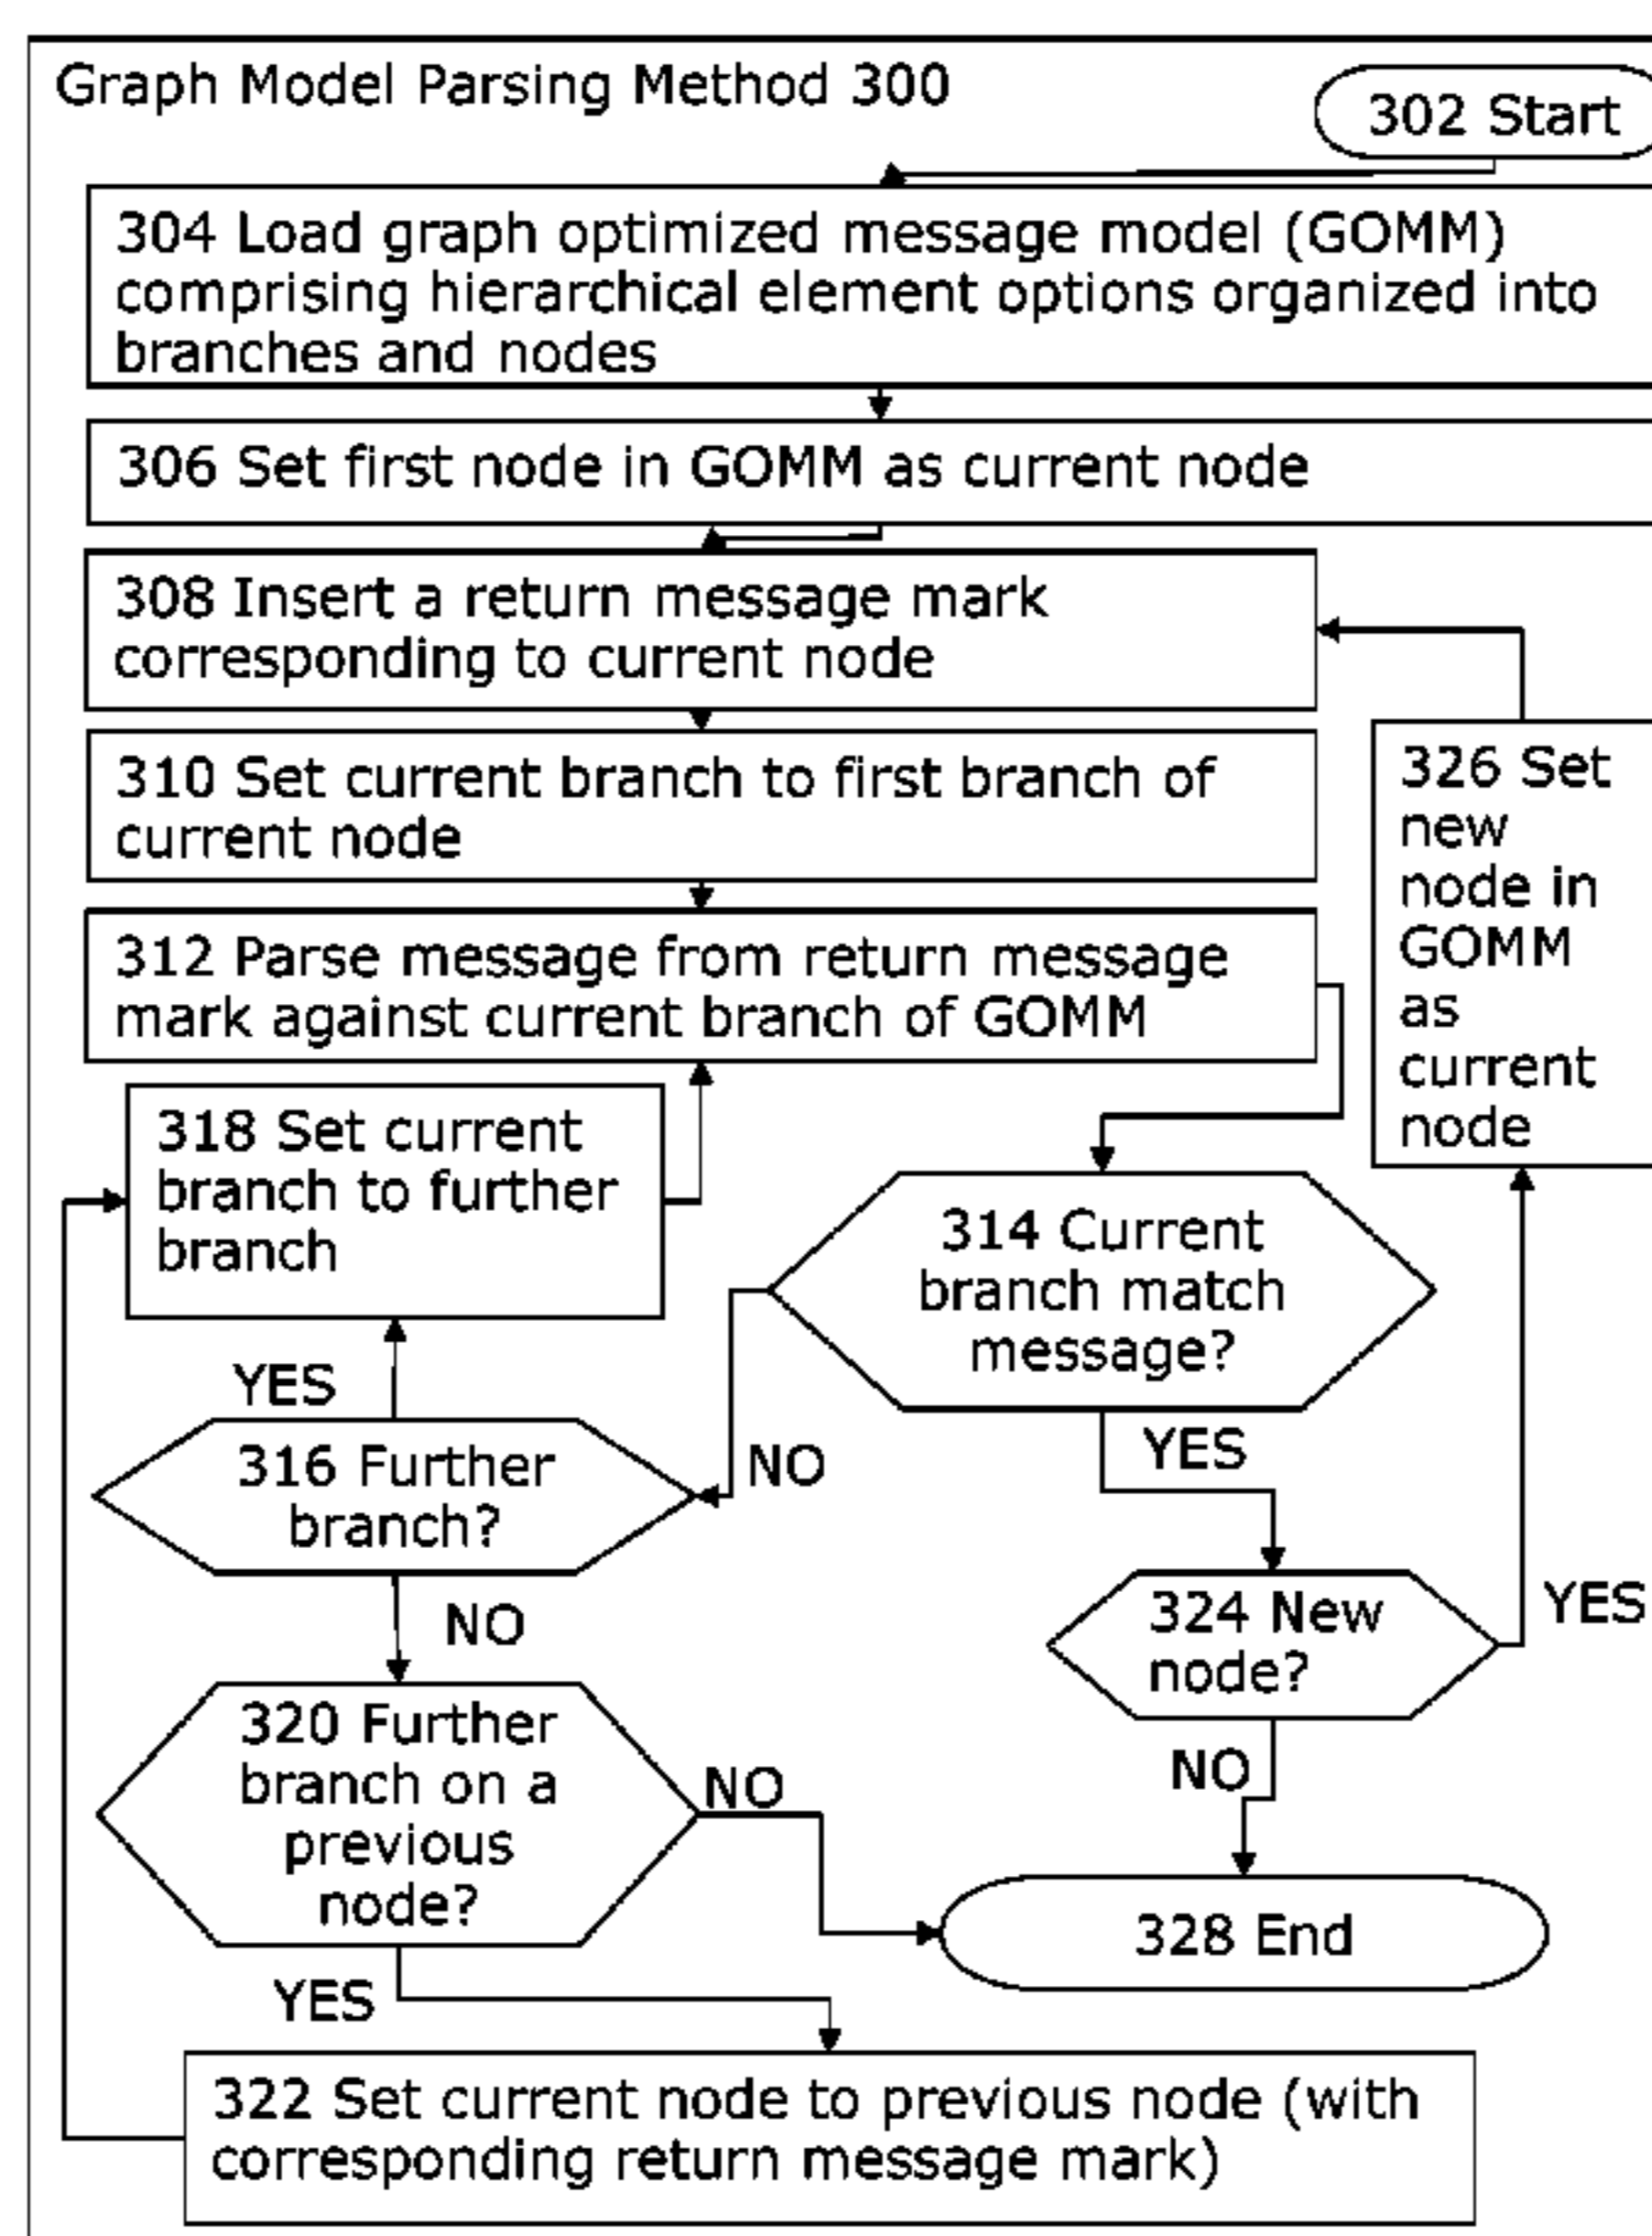 Graph Model Parsing Method 300
302 Start
304 Load graph optimized message model (GOMM)
comprising hierarchical element options organized into
branches and nodes
306 Set first node in GOMM as current node
308 Insert a return message mark
corresponding to current node
310 Set current branch to first branch of
current node
312 Parse message from return message
mark against current branch of GOMM
326 Set
new
node in
GOMM
as
current
node
318 Set current
branch to further
branch
314 Current
branch match
message?
YES
NO
YES
316 Further
branch?
NO
324 New
node?
YES
320 Further
branch on a
previous
node?
NO
NO
328 End
YES
322 Set current node to previous node (with
corresponding return message mark)